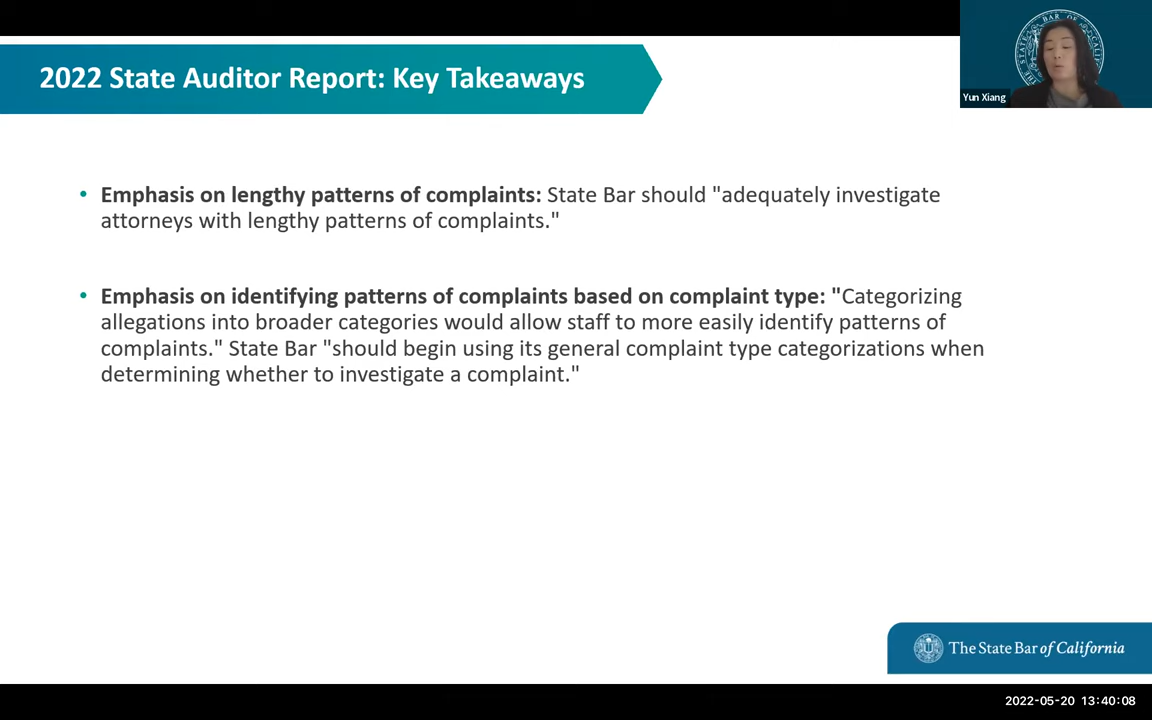 2022 State Auditor Report: Key Takeaways
Yun Xiang
• Emphasis on lengthy patterns of complaints: State Bar should "adequately investigate
attorneys with lengthy patterns of complaints."
• Emphasis on identifying patterns of complaints based on complaint type: "Categorizing
allegations into broader categories would allow staff to more easily identify patterns of
complaints." State Bar "should begin using its general complaint type categorizations when
determining whether to investigate a complaint."
The State Bar of California
2022-05-20 13:40:08